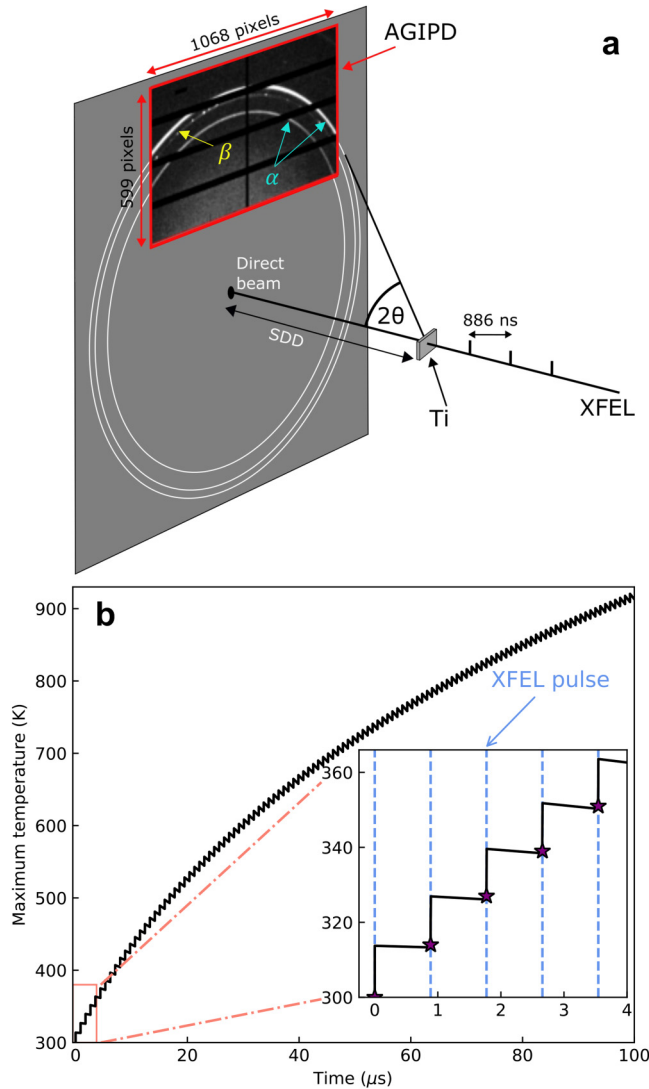 1068 pixels
AGIPD
a
599 pixels
β
α
Direct
beam
2θ
886 ns
SDD
Ti
XFEL
b
900
800
700
600
500
400
300
Maximum temperature (K)
XFEL pulse
360
340
320
300
0 1 2 3 4
0 20 40 60 80 100
Time (μs)